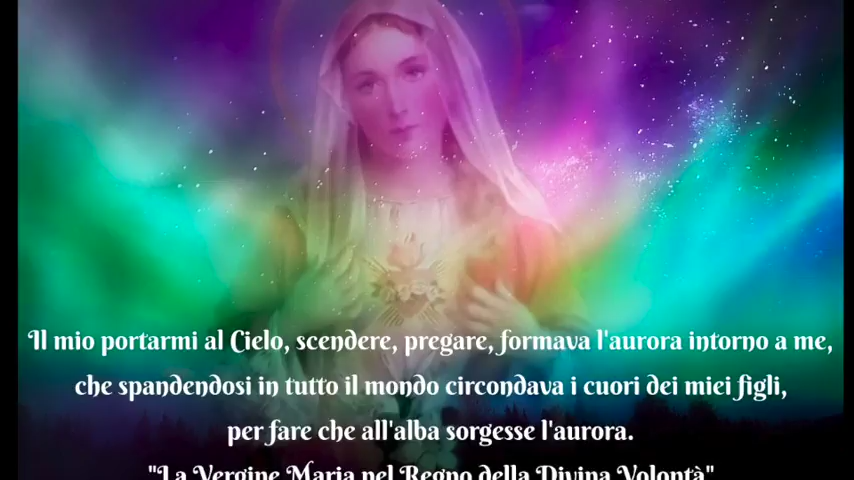 Il mio portarmi al Cielo, scendere, pregare, formava l'aurora intorno a me,
che spandendosi in tutto il mondo circondava i cuori dei miei figli,
per fare che all'alba sorgesse l'aurora.
"La Vergine Maria nel Regno della Divina Volontà"